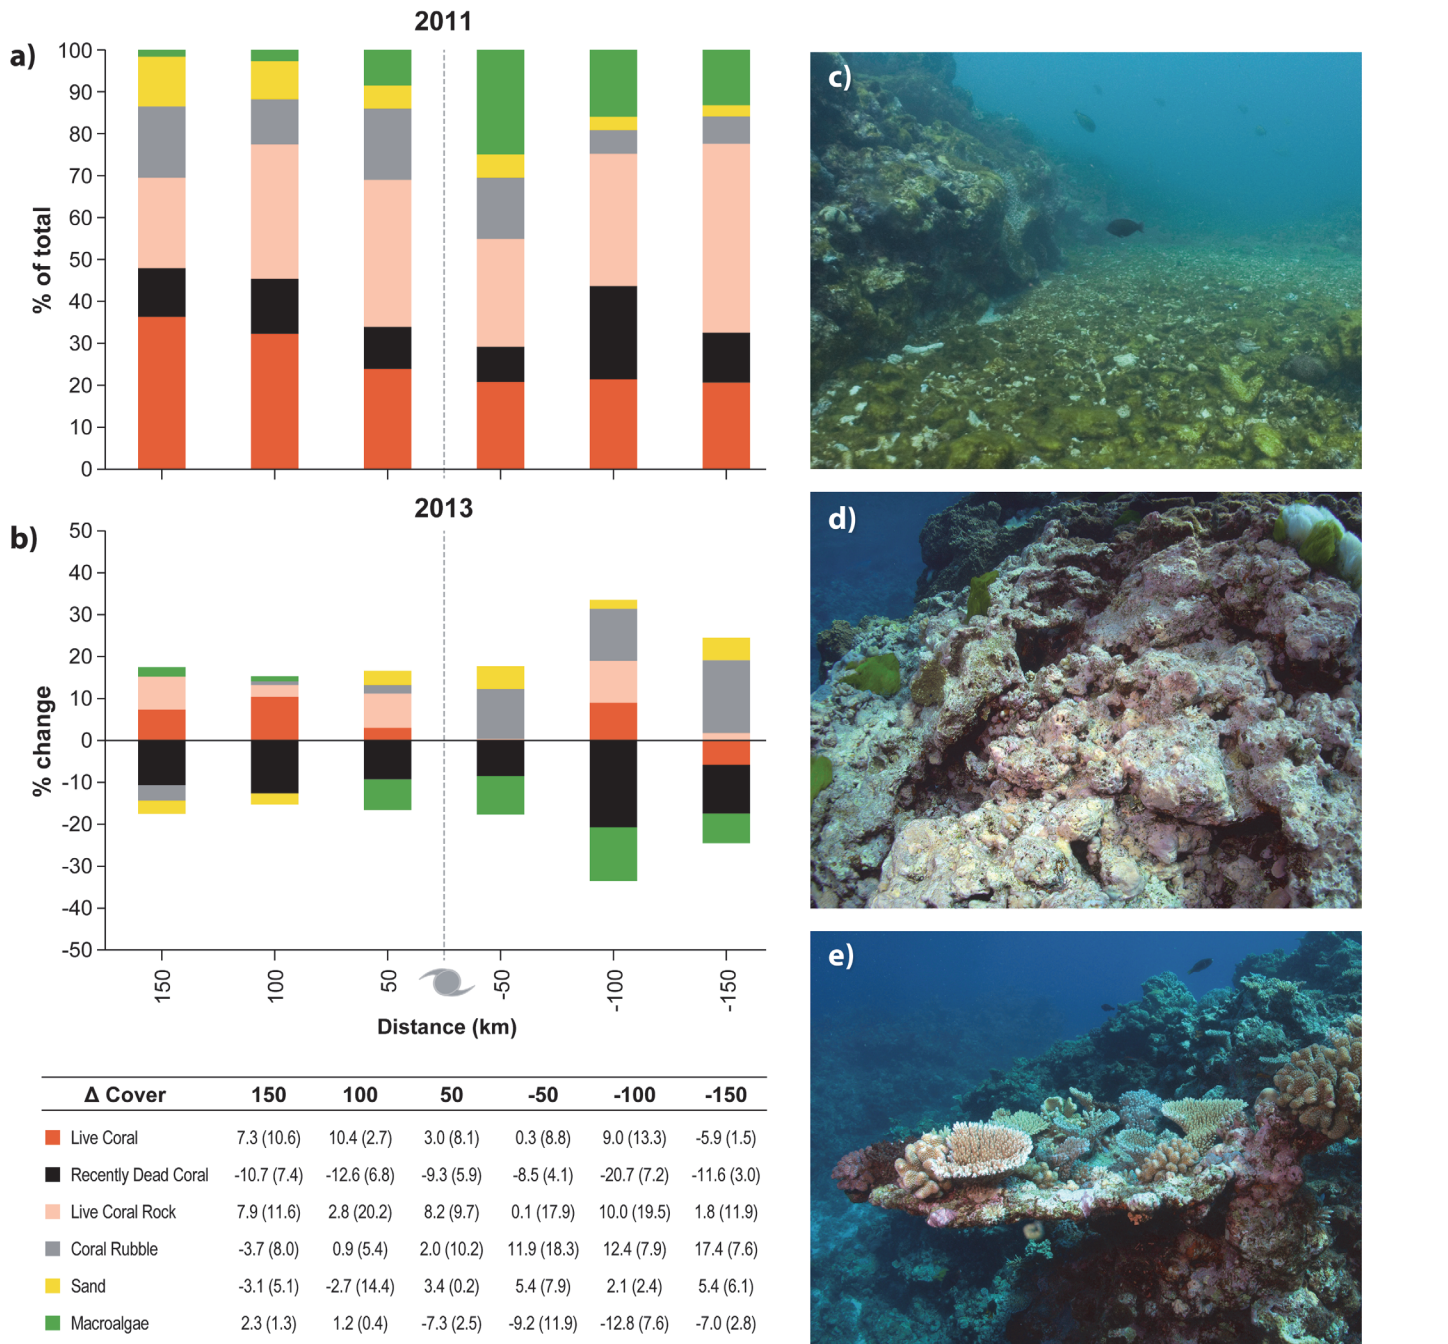 2011
a)
100
90
80
70
60
50
40
30
20
10
0
% of total
2013
b)
50
40
30
20
10
0
-10
-20
-30
-40
-50
% change
150
100
50
-50
-100
-150
Distance (km)
Δ Cover 150 100 50 -50 -100 -150
Live Coral 7.3 (10.6) 10.4 (2.7) 3.0 (8.1) 0.3 (8.8) 9.0 (13.3) -5.9 (1.5)
Recently Dead Coral -10.7 (7.4) -12.6 (6.8) -9.3 (5.9) -8.5 (4.1) -20.7 (7.2) -11.6 (3.0)
Live Coral Rock 7.9 (11.6) 2.8 (20.2) 8.2 (9.7) 0.1 (17.9) 10.0 (19.5) 1.8 (11.9)
Coral Rubble -3.7 (8.0) 0.9 (5.4) 2.0 (10.2) 11.9 (18.3) 12.4 (7.9) 17.4 (7.6)
Sand -3.1 (5.1) -2.7 (14.4) 3.4 (0.2) 5.4 (7.9) 2.1 (2.4) 5.4 (6.1)
Macroalgae 2.3 (1.3) 1.2 (0.4) -7.3 (2.5) -9.2 (11.9) -12.8 (7.6) -7.0 (2.8)
c)
d)
e)